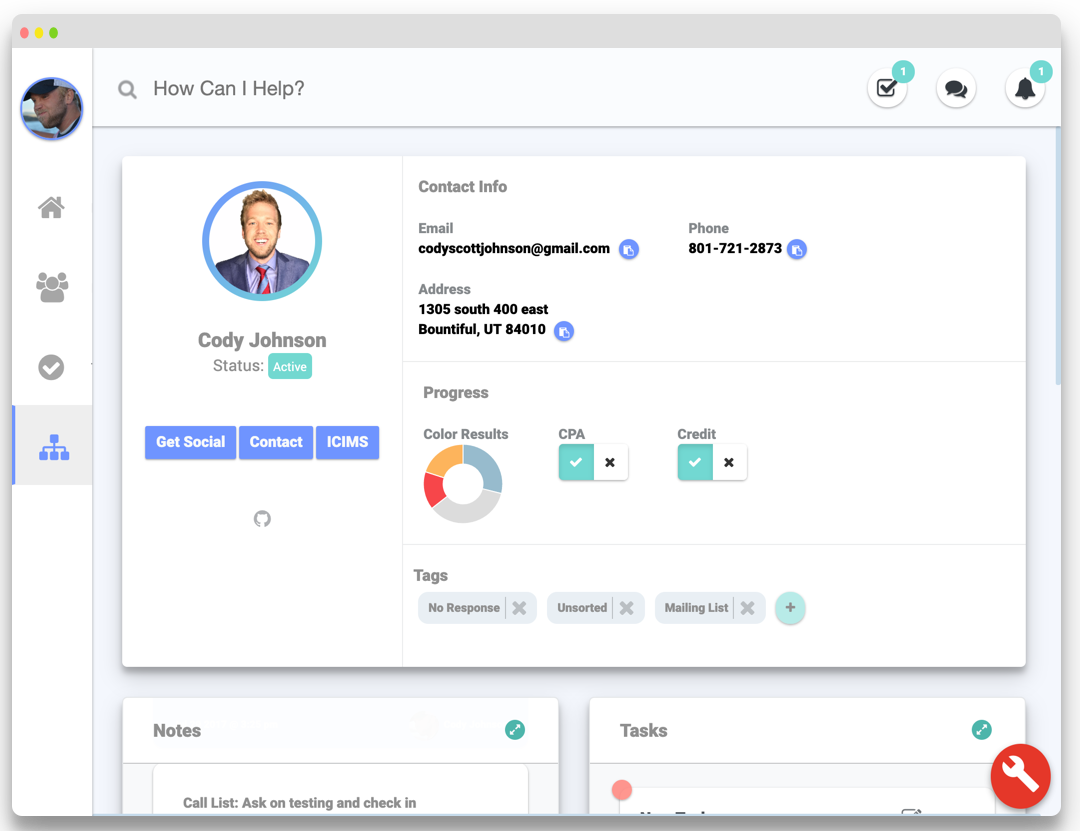 How Can I Help?
1
1
Cody Johnson
Status: Active
Get Social
Contact
ICIMS
Contact Info
Email
codyscottjohnson@gmail.com
Phone
801-721-2873
Address
1305 south 400 east
Bountiful, UT 84010
Progress
Color Results
CPA
Credit
Tags
No Response
Unsorted
Mailing List
Notes
Call List: Ask on testing and check in
Tasks